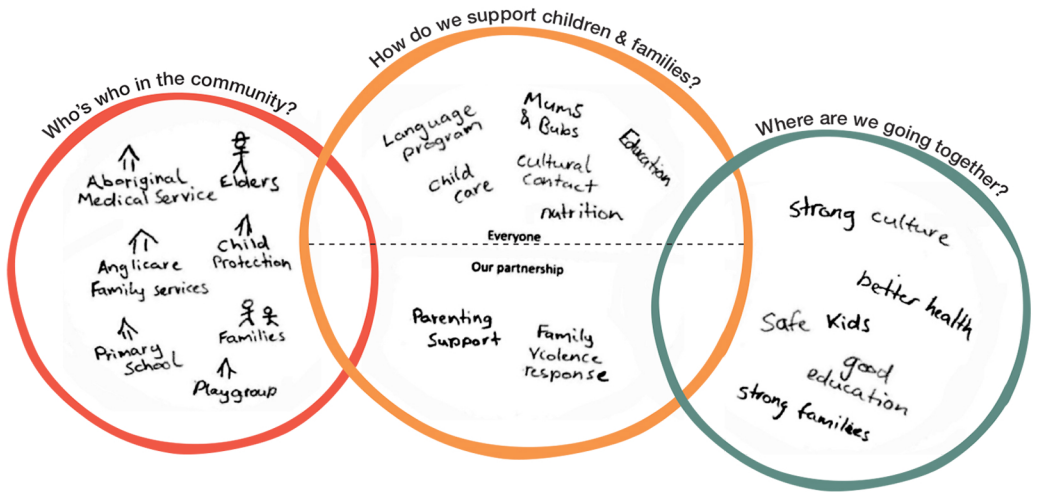 Who's who in the community?
Aboriginal
Medical Service
Elders
Child
Protection
Anglicare
Family services
Families
Primary
School
Playgroup
How do we support children & families?
Language
program
Mums
& Bubs
Education
child
care
cultural
contact
nutrition
Everyone
Our partnership
Parenting
Support
Family
Violence
response
Where are we going together?
strong culture
better health
Safe Kids
good
education
strong families